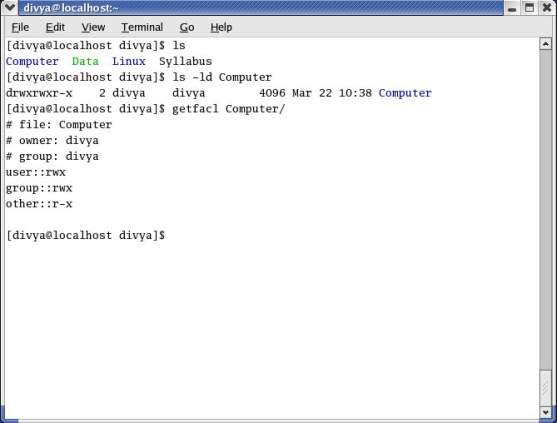 divya@localhost:~
File Edit View Terminal Go Help
[divya@localhost divya]$ ls
Computer  Data  Linux  Syllabus
[divya@localhost divya]$ ls -ld Computer
drwxrwxr-x    2 divya    divya        4096 Mar 22 10:38 Computer
[divya@localhost divya]$ getfacl Computer/
# file: Computer
# owner: divya
# group: divya
user::rwx
group::rwx
other::r-x
[divya@localhost divya]$